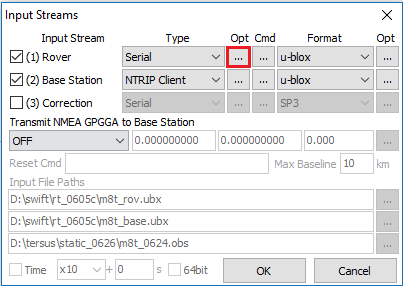 Input Streams
Input Stream Type Opt Cmd Format Opt
(1) Rover Serial ... ... u-blox ...
(2) Base Station NTRIP Client ... ... u-blox ...
(3) Correction Serial ... ... SP3 ...
Transmit NMEA GPGGA to Base Station
OFF 0.000000000 0.000000000 0.000 ...
Reset Cmd Max Baseline 10 km
Input File Paths
D:\swift\rt_0605c\m8t_rov.ubx ...
D:\swift\rt_0605c\m8t_base.ubx ...
D:\tersus\static_0626\m8t_0624.obs ...
Time x10 + 0 s 64bit OK Cancel